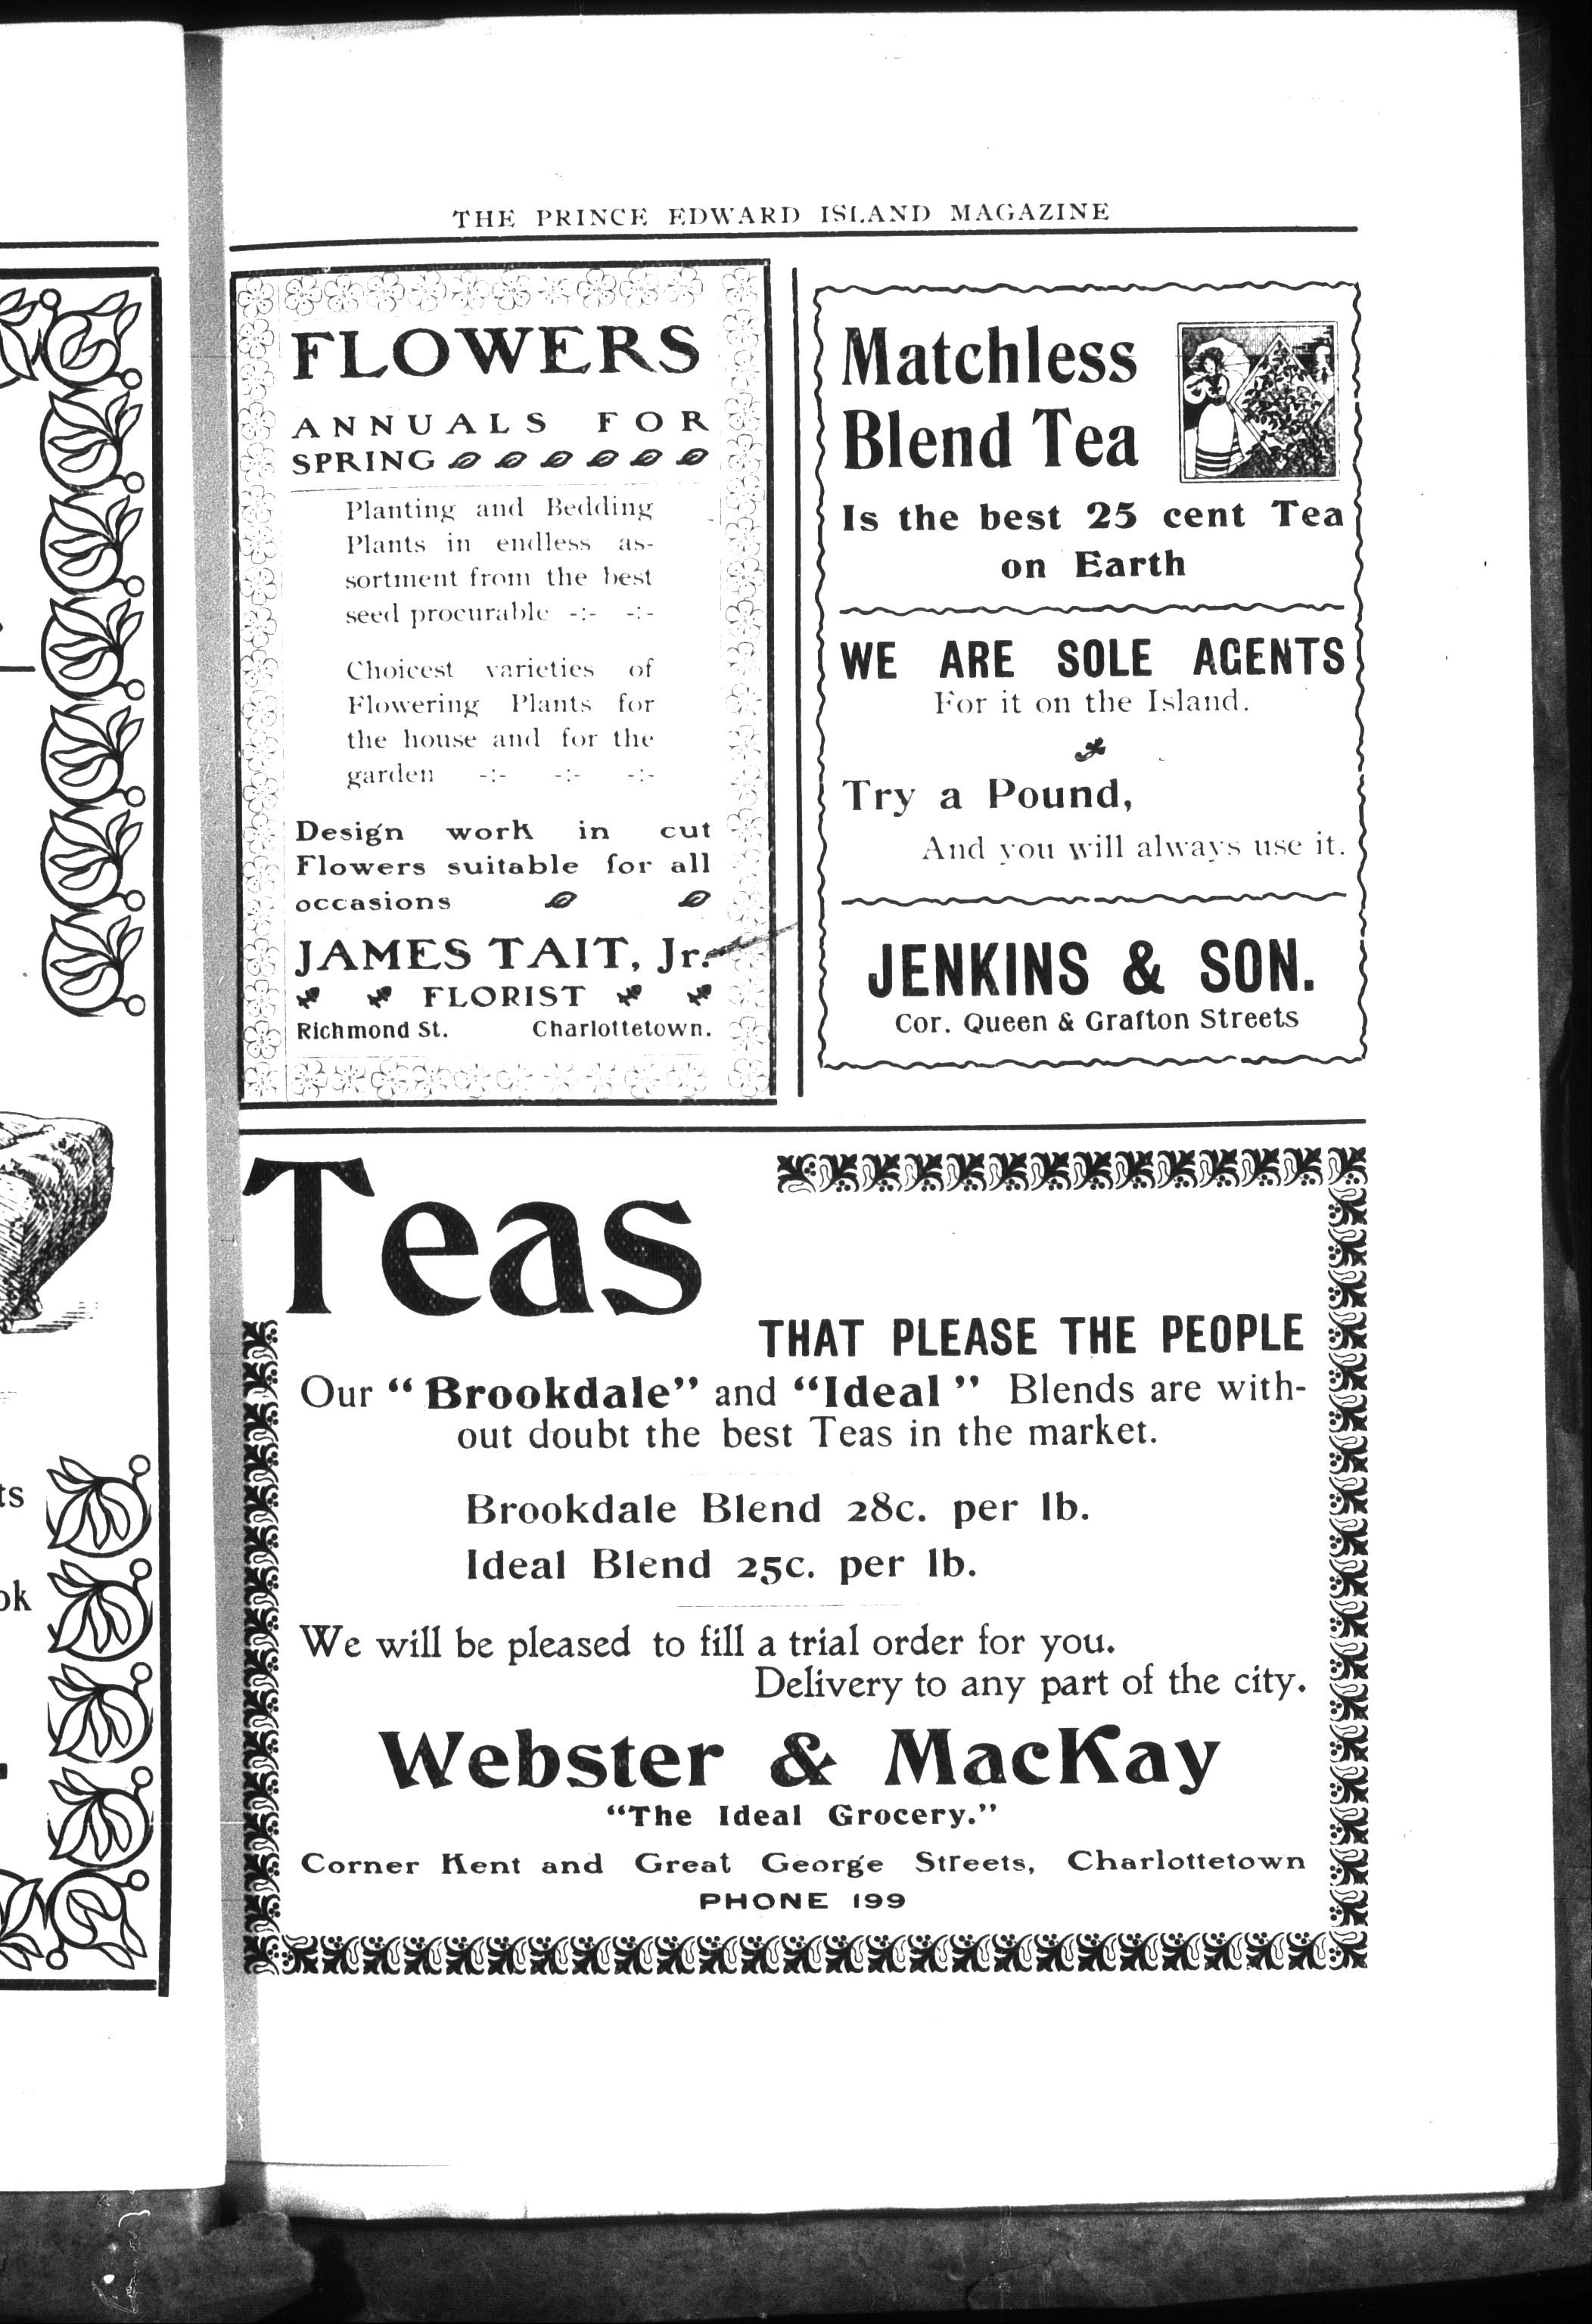 THE PRINCE EDWARD ISLAND MAGAZINE
FLOWERS
ANNUALS FOR
SPRING
Planting and Bedding
Plants in endless as-
sortment from the best
seed procurable -:- -:-
Choicest varieties of
Flowering Plants for
the house and for the
garden -:- -:- -:-
Design work in cut
Flowers suitable for all
occasions
JAMES TAIT, Jr.
FLORIST
Richmond St. Charlottetown.
Matchless
Blend Tea
Is the best 25 cent Tea
on Earth
WE ARE SOLE AGENTS
For it on the Island.
Try a Pound,
And you will always use it.
JENKINS & SON.
Cor. Queen & Grafton Streets
Teas
THAT PLEASE THE PEOPLE
Our "Brookdale" and "Ideal" Blends are with-
out doubt the best Teas in the market.
Brookdale Blend 28c. per lb.
Ideal Blend 25c. per lb.
We will be pleased to fill a trial order for you.
Delivery to any part of the city.
Webster & MacKay
"The Ideal Grocery."
Corner Kent and Great George Streets, Charlottetown
PHONE 199